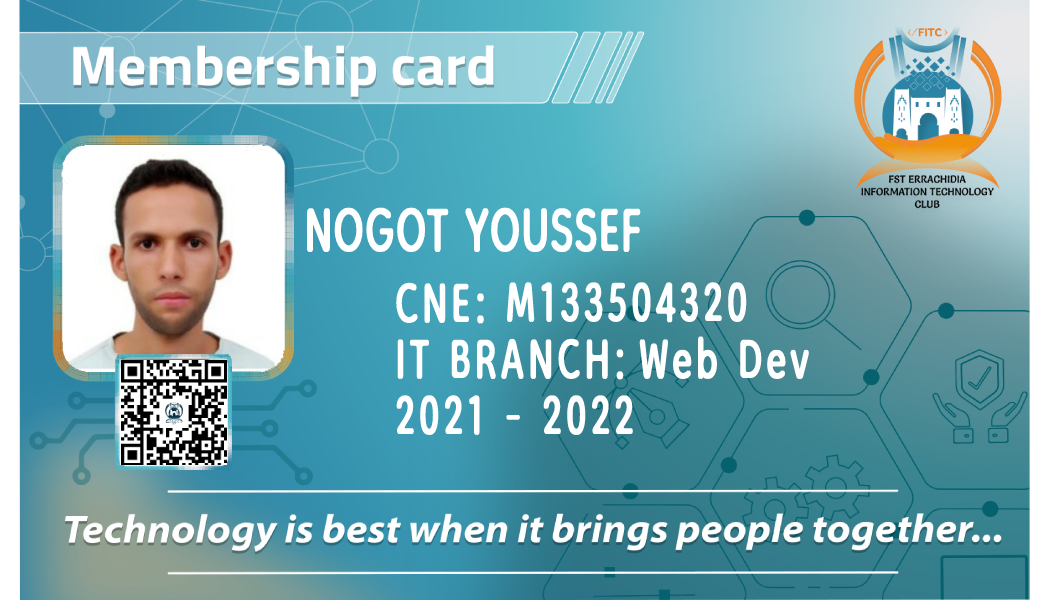 Membership card
</FITC>
FST ERRACHIDIA
INFORMATION TECHNOLOGY
CLUB
NOGOT YOUSSEF
CNE: M133504320
IT BRANCH: Web Dev
2021 - 2022
Technology is best when it brings people together...